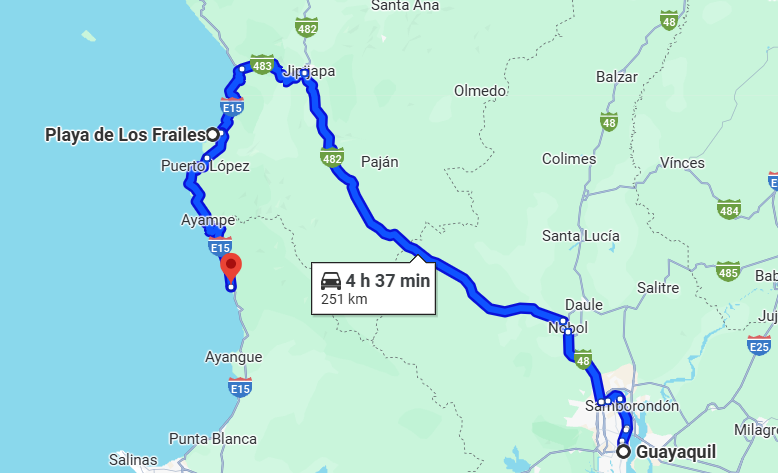 Santa Ana
48
482
483
Jipijapa
Balzar
Olmedo
E15
48
Playa de Los Frailes
482
Paján
Colimes
Vínces
Puerto López
484
Ayampe
E15
Santa Lucía
4 h 37 min
251 km
485
Salitre
Daule
Nobol
E25
Ayangue
48
E15
Samborondón
Punta Blanca
Guayaquil
Salinas